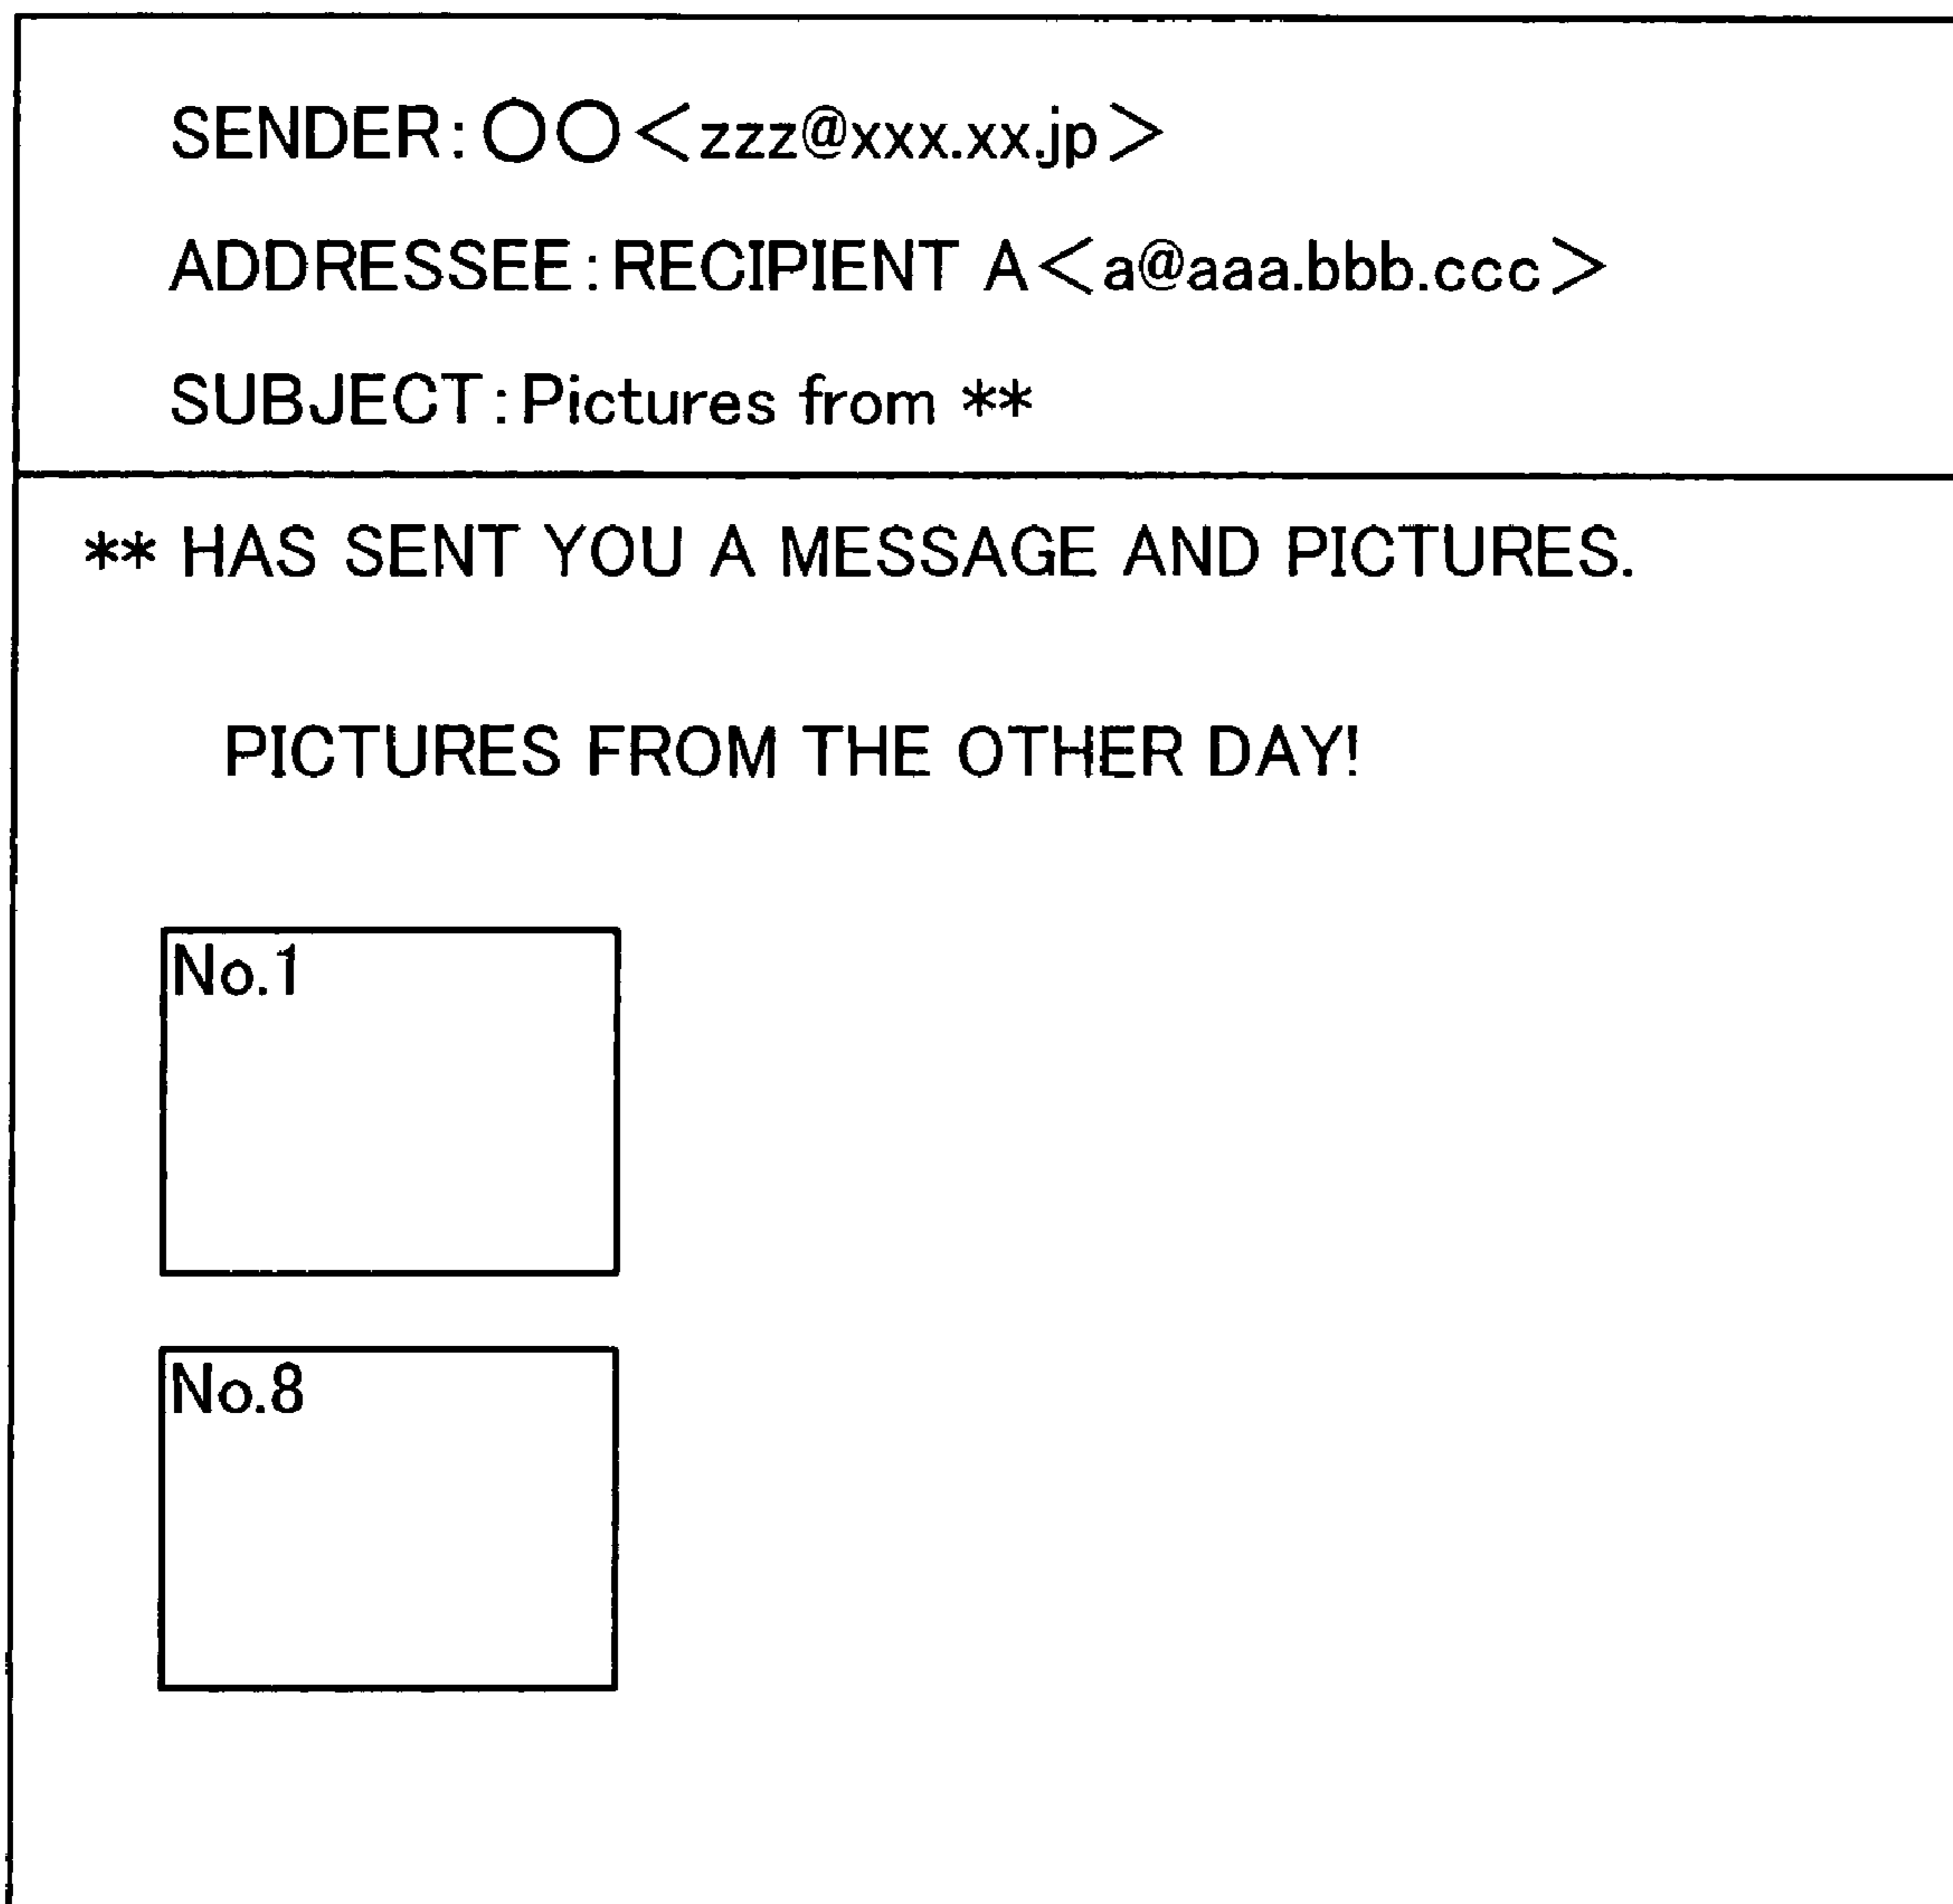 SENDER:○○<zzz@xxx.xx.jp>
ADDRESSEE:RECIPIENT A<a@aaa.bbb.ccc>
SUBJECT:Pictures from **
** HAS SENT YOU A MESSAGE AND PICTURES.
PICTURES FROM THE OTHER DAY!
No.1
No.8